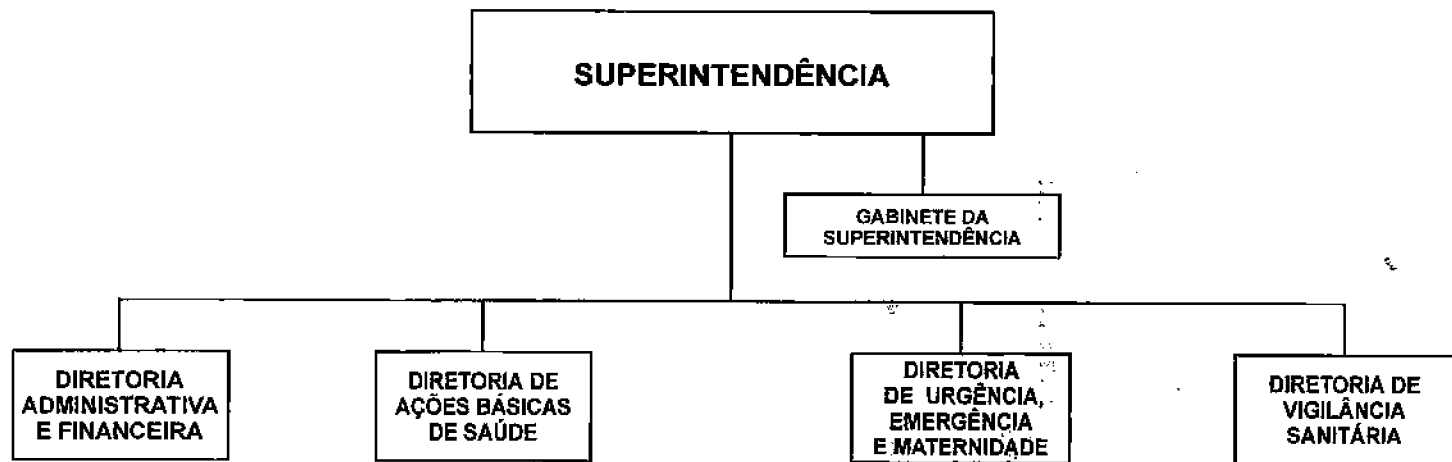 SUPERINTENDÊNCIA
GABINETE DA
SUPERINTENDÊNCIA
DIRETORIA
ADMINISTRATIVA
E FINANCEIRA
DIRETORIA DE
AÇÕES BÁSICAS
DE SAÚDE
DIRETORIA
DE URGÊNCIA,
EMERGÊNCIA
E MATERNIDADE
DIRETORIA DE
VIGILÂNCIA
SANITÁRIA